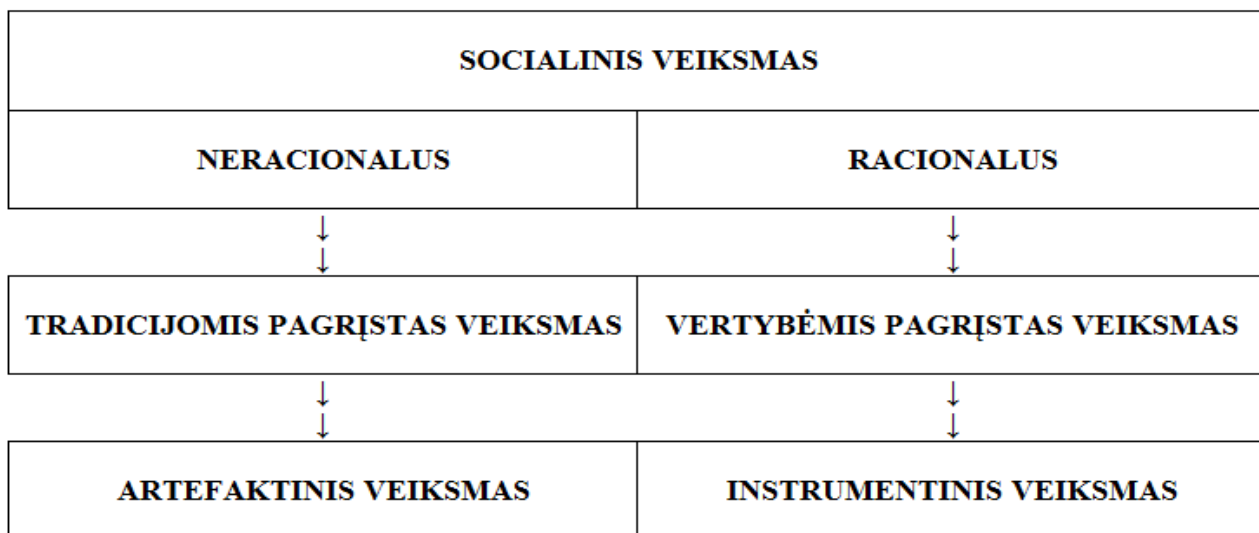 SOCIALINIS VEIKSMAS
NERACIONALUS
RACIONALUS
↓ ↓
↓ ↓
TRADICIJOMIS PAGRĮSTAS VEIKSMAS
VERTYBĖMIS PAGRĮSTAS VEIKSMAS
↓ ↓
↓ ↓
ARTEFAKTINIS VEIKSMAS
INSTRUMENTINIS VEIKSMAS